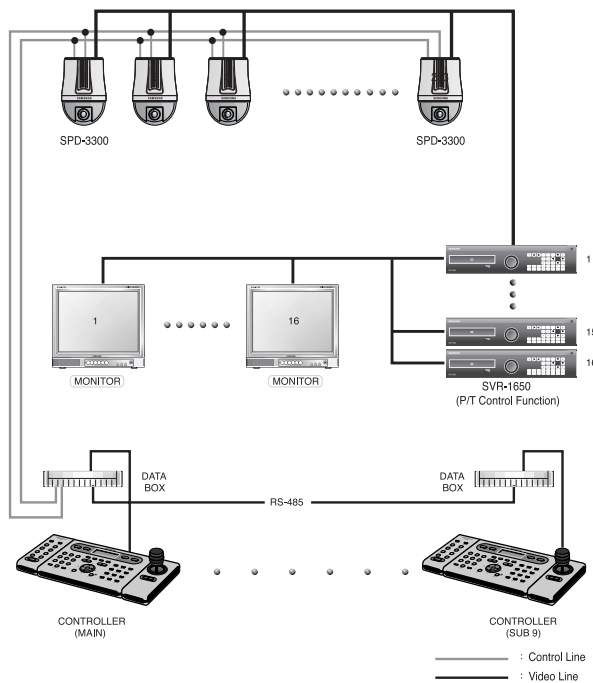 SPD-3300
SPD-3300
1
1
16
15
16
MONITOR
MONITOR
SVR-1650
(P/T Control Function)
DATA
BOX
DATA
BOX
RS-485
CONTROLLER
(MAIN)
CONTROLLER
(SUB 9)
: Control Line
: Video Line